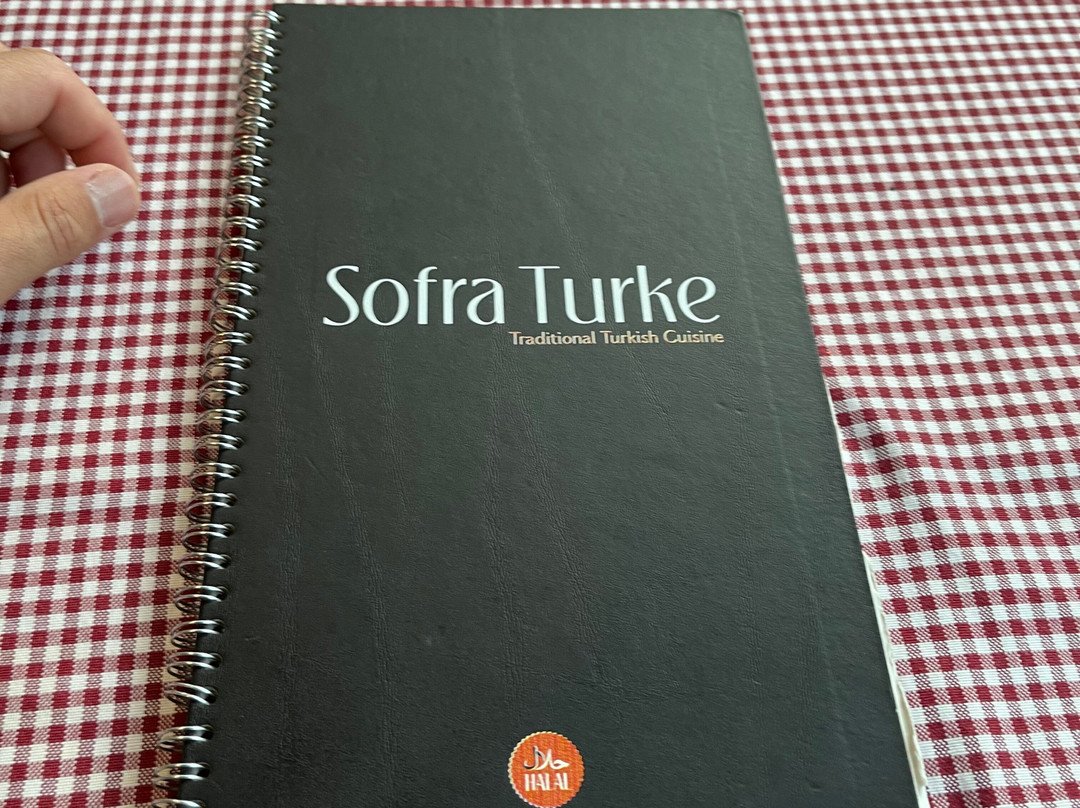 Sofra Turke
Traditional Turkish Cuisine
حلال
HALAL